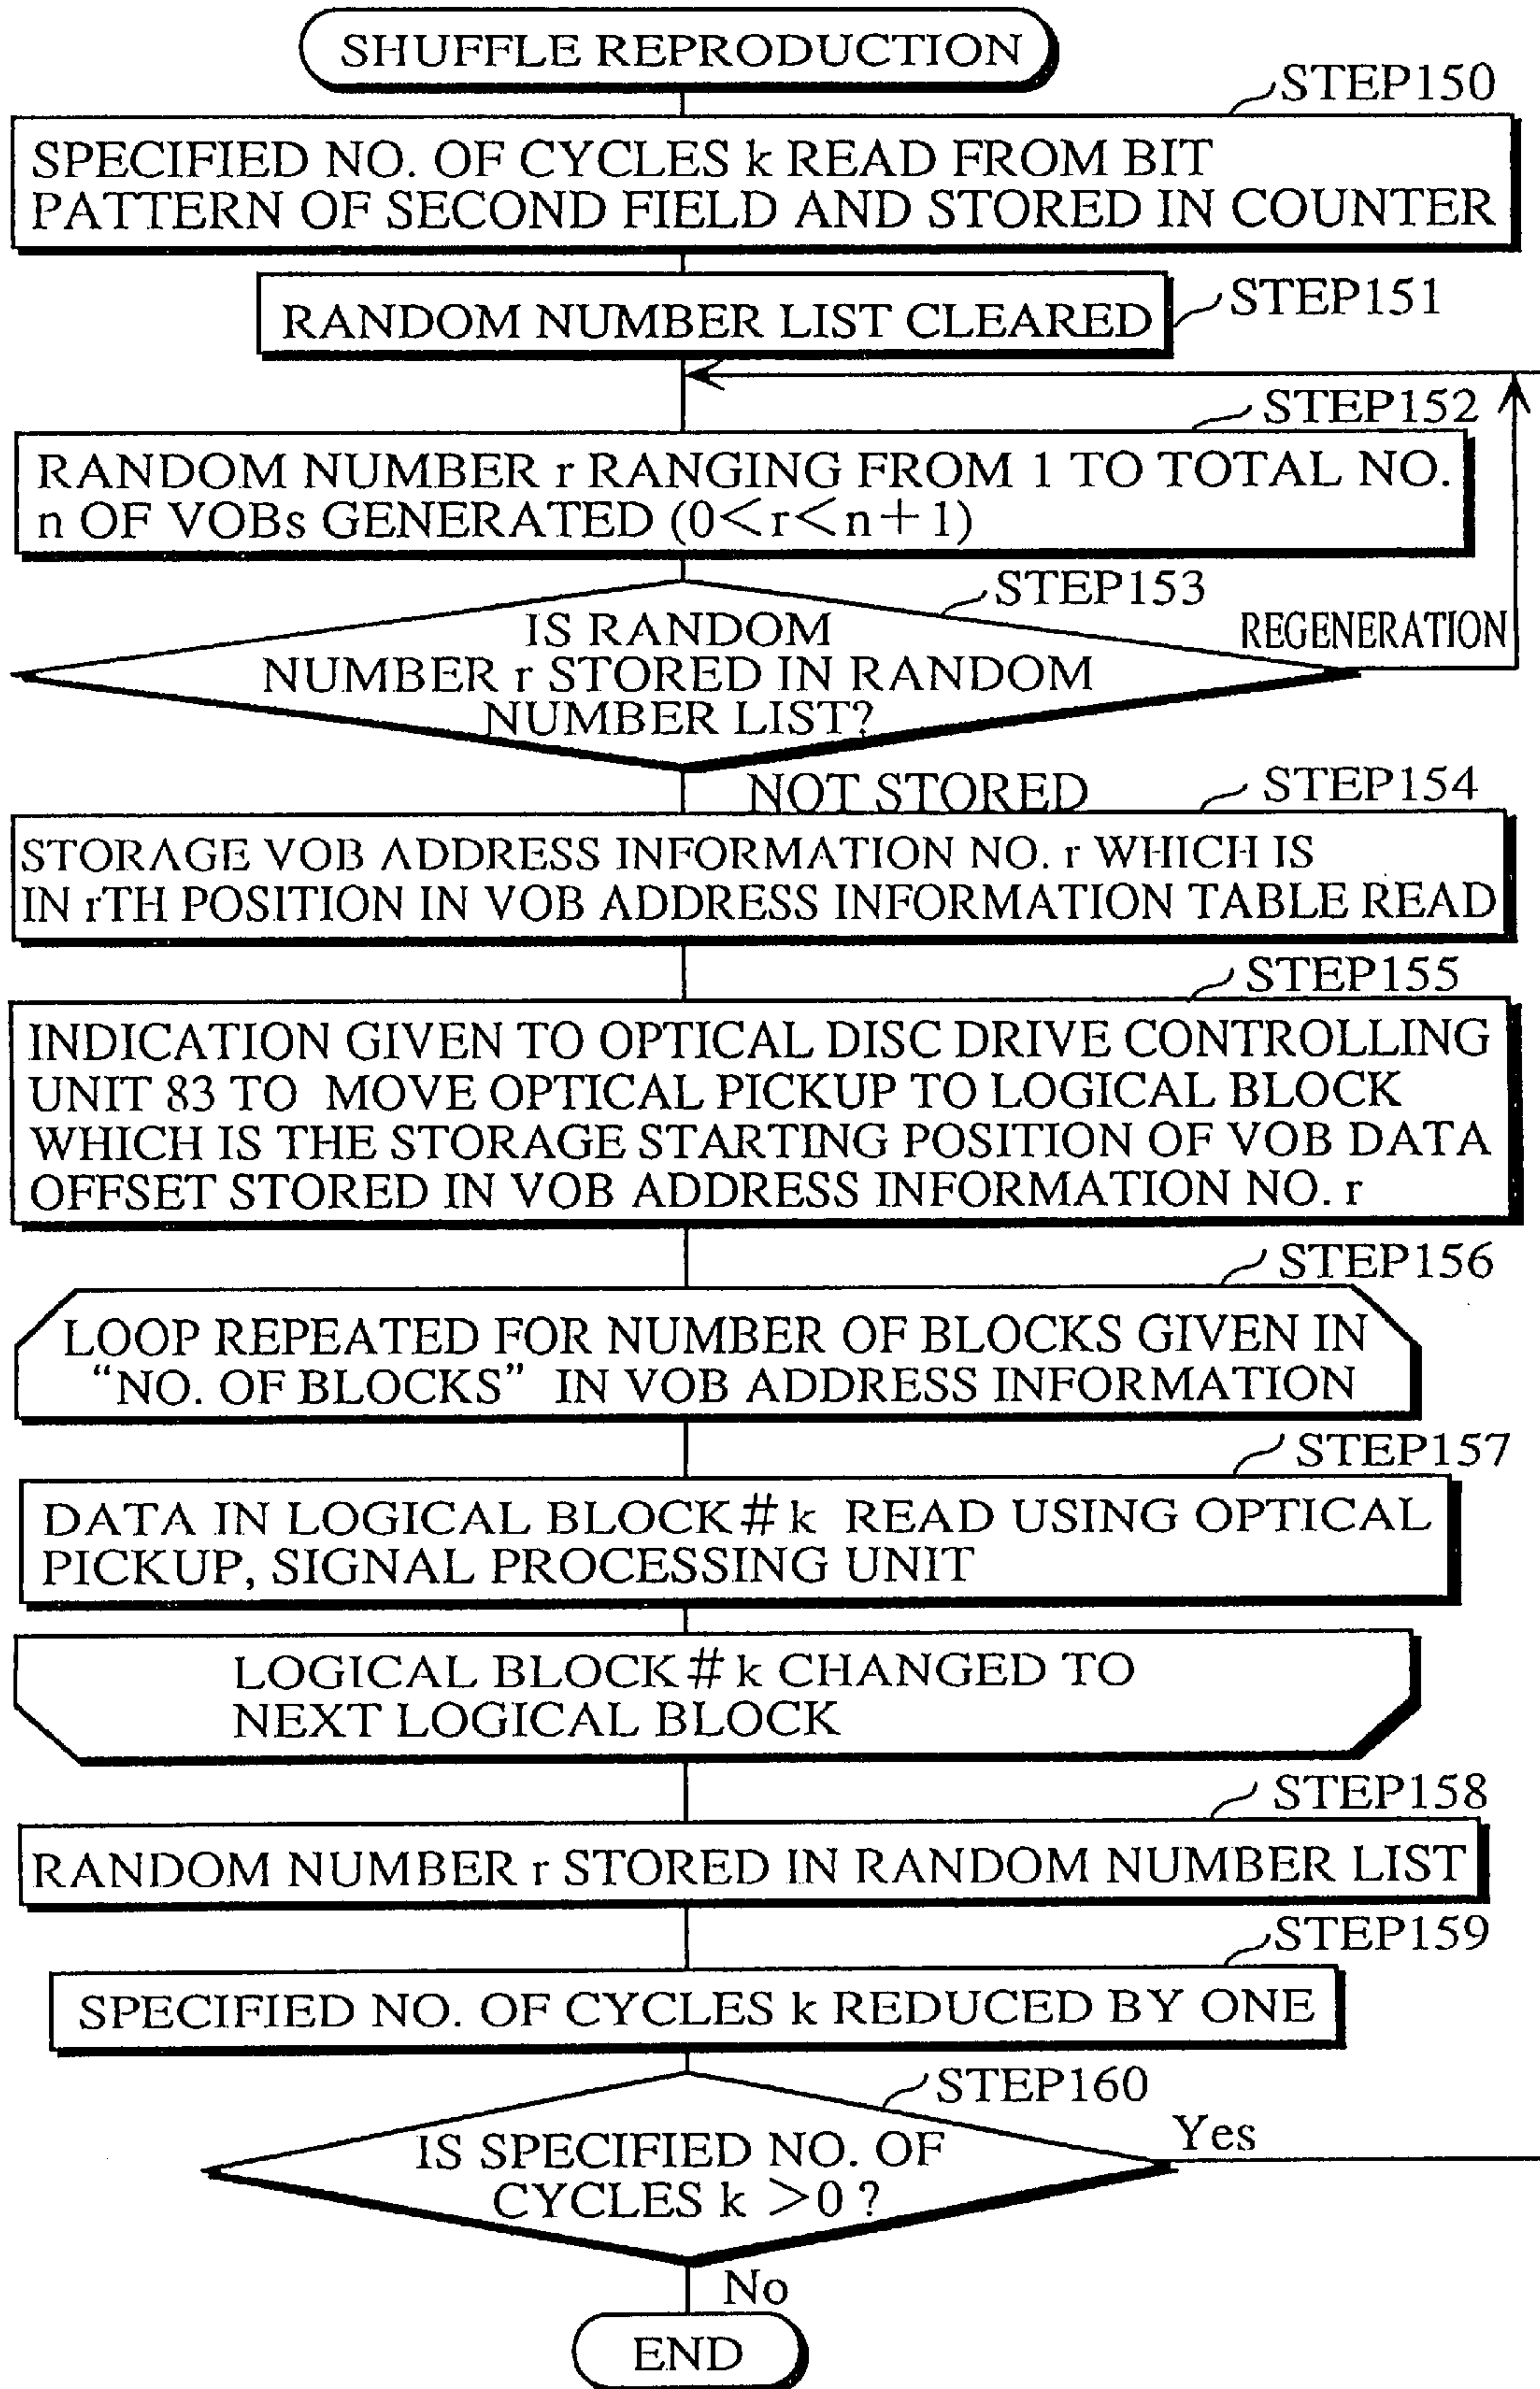 SHUFFLE REPRODUCTION
STEP150
SPECIFIED NO. OF CYCLES k READ FROM BIT
PATTERN OF SECOND FIELD AND STORED IN COUNTER
RANDOM NUMBER LIST CLEARED
STEP151
STEP152
RANDOM NUMBER r RANGING FROM 1 TO TOTAL NO.
n OF VOBs GENERATED (0<r<n+1)
STEP153
IS RANDOM
NUMBER r STORED IN RANDOM
NUMBER LIST?
REGENERATION
NOT STORED
STEP154
STORAGE VOB ADDRESS INFORMATION NO. r WHICH IS
IN rTH POSITION IN VOB ADDRESS INFORMATION TABLE READ
STEP155
INDICATION GIVEN TO OPTICAL DISC DRIVE CONTROLLING
UNIT 83 TO MOVE OPTICAL PICKUP TO LOGICAL BLOCK
WHICH IS THE STORAGE STARTING POSITION OF VOB DATA
OFFSET STORED IN VOB ADDRESS INFORMATION NO. r
STEP156
LOOP REPEATED FOR NUMBER OF BLOCKS GIVEN IN
“NO. OF BLOCKS” IN VOB ADDRESS INFORMATION
STEP157
DATA IN LOGICAL BLOCK # k READ USING OPTICAL
PICKUP, SIGNAL PROCESSING UNIT
LOGICAL BLOCK # k CHANGED TO
NEXT LOGICAL BLOCK
STEP158
RANDOM NUMBER r STORED IN RANDOM NUMBER LIST
STEP159
SPECIFIED NO. OF CYCLES k REDUCED BY ONE
STEP160
IS SPECIFIED NO. OF
CYCLES k >0 ?
Yes
No
END